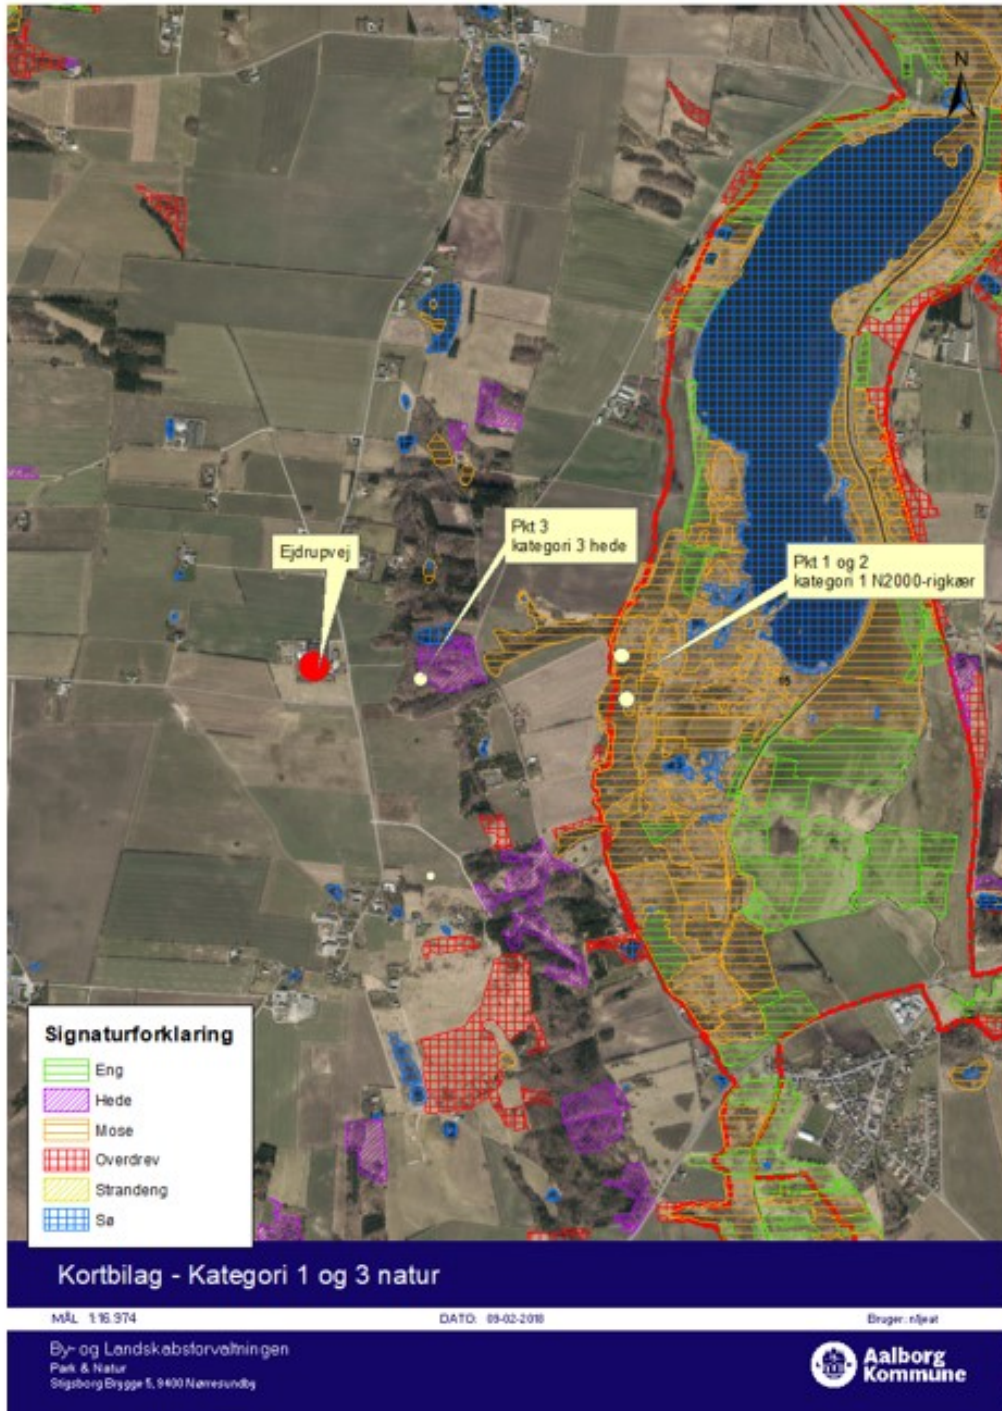 N
Ejdrupvej
Pkt 3
kategori 3 hede
Pkt 1 og 2
kategori 1 N2000-rigkær
Signaturforklaring
Eng
Hede
Mose
Overdrev
Strandeng
Sø
Kortbilag - Kategori 1 og 3 natur
MÅL 1:16.974
DATO: 09-02-2018
Bruger:
By- og Landskabsforvaltningen
Park & Natur
Stigsborg Brygge 5, 9400 Nørresundby
Aalborg
Kommune